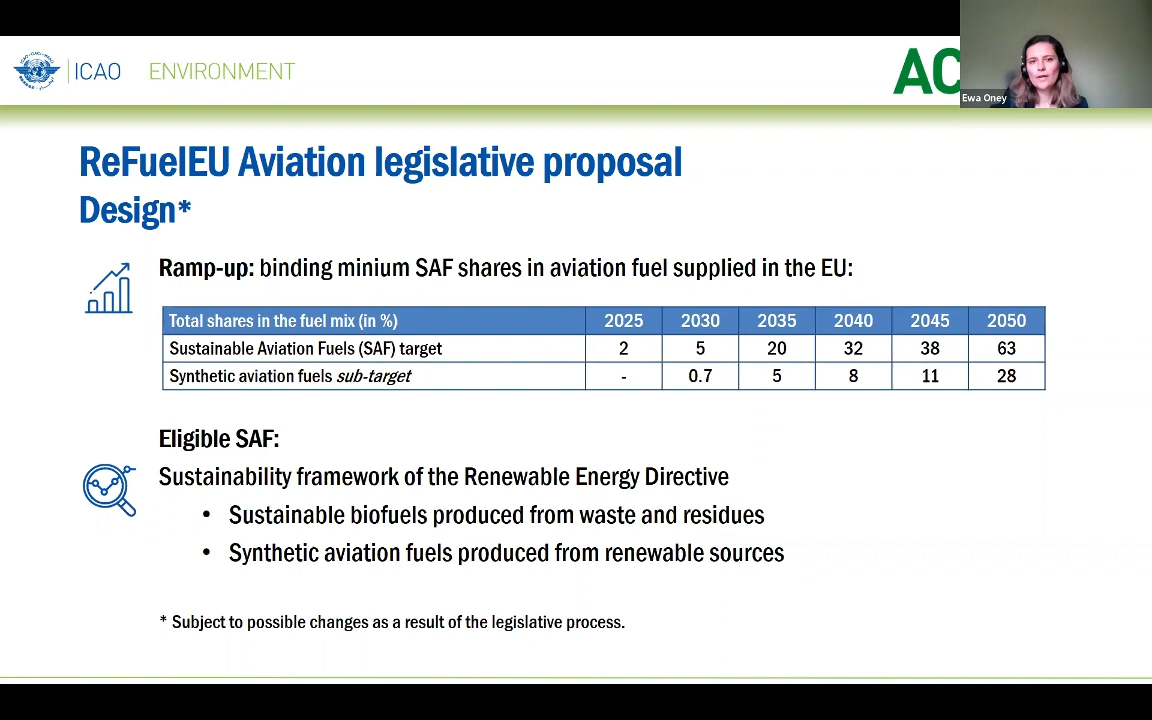 ICAO ENVIRONMENT
AC
Ewa Oney
ReFuelEU Aviation legislative proposal
Design*
Ramp-up: binding minium SAF shares in aviation fuel supplied in the EU:
Total shares in the fuel mix (in %) 2025 2030 2035 2040 2045 2050
Sustainable Aviation Fuels (SAF) target 2 5 20 32 38 63
Synthetic aviation fuels sub-target - 0.7 5 8 11 28
Eligible SAF:
Sustainability framework of the Renewable Energy Directive
• Sustainable biofuels produced from waste and residues
• Synthetic aviation fuels produced from renewable sources
* Subject to possible changes as a result of the legislative process.